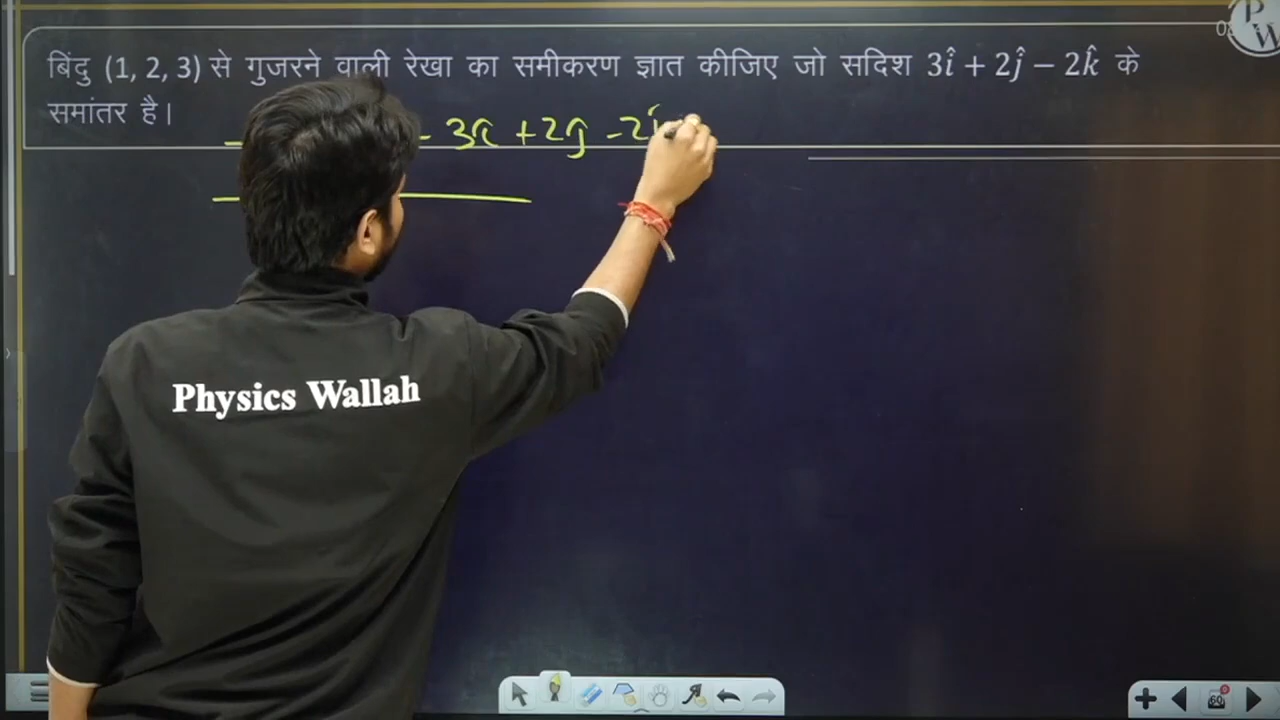 बिंदु (1, 2, 3) से गुजरने वाली रेखा का समीकरण ज्ञात कीजिए जो सदिश 3î + 2ĵ − 2k̂ के
समांतर है।
Physics Wallah